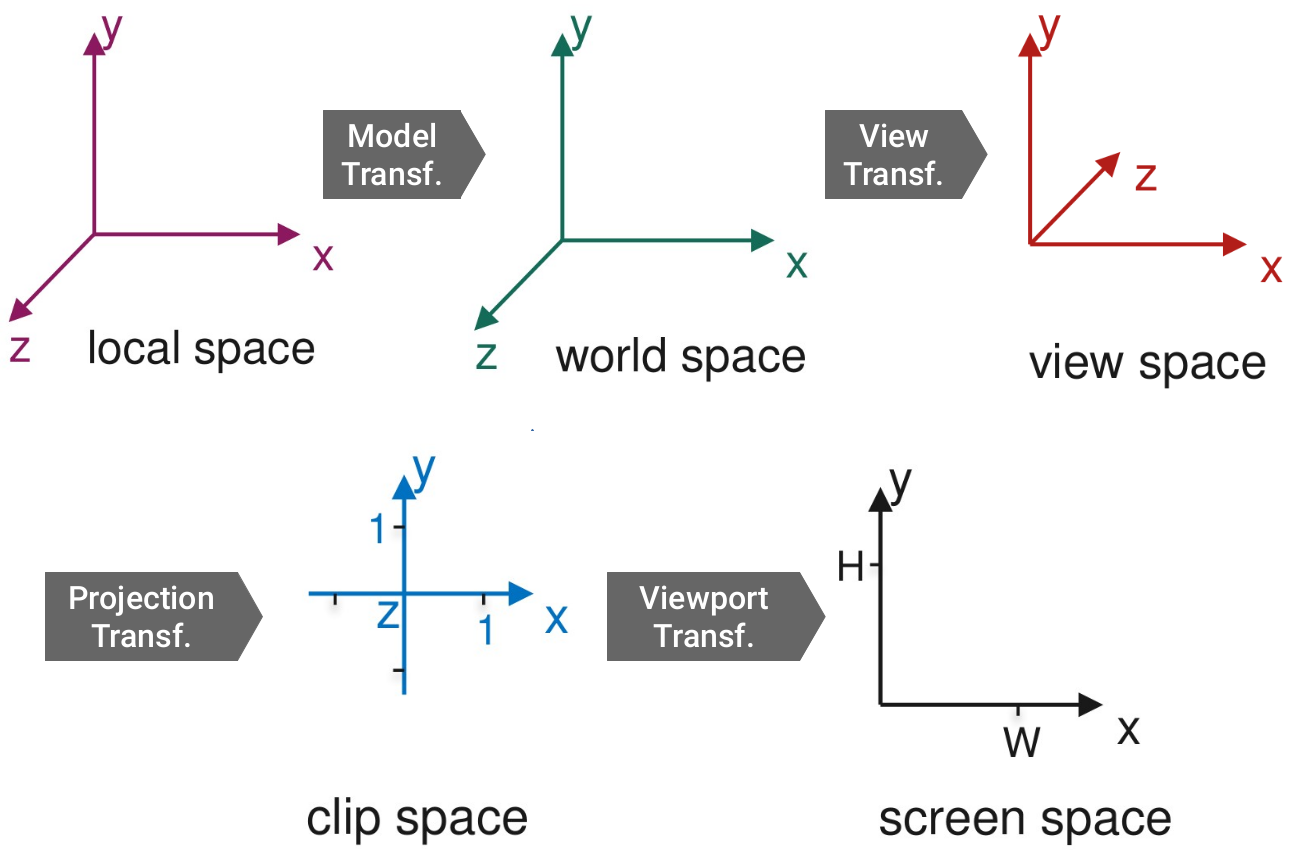 y
x
z
local space
Model
Transf.
y
x
z
world space
View
Transf.
y
z
x
view space
Projection
Transf.
y
1
z
1
x
clip space
Viewport
Transf.
y
H
W
x
screen space